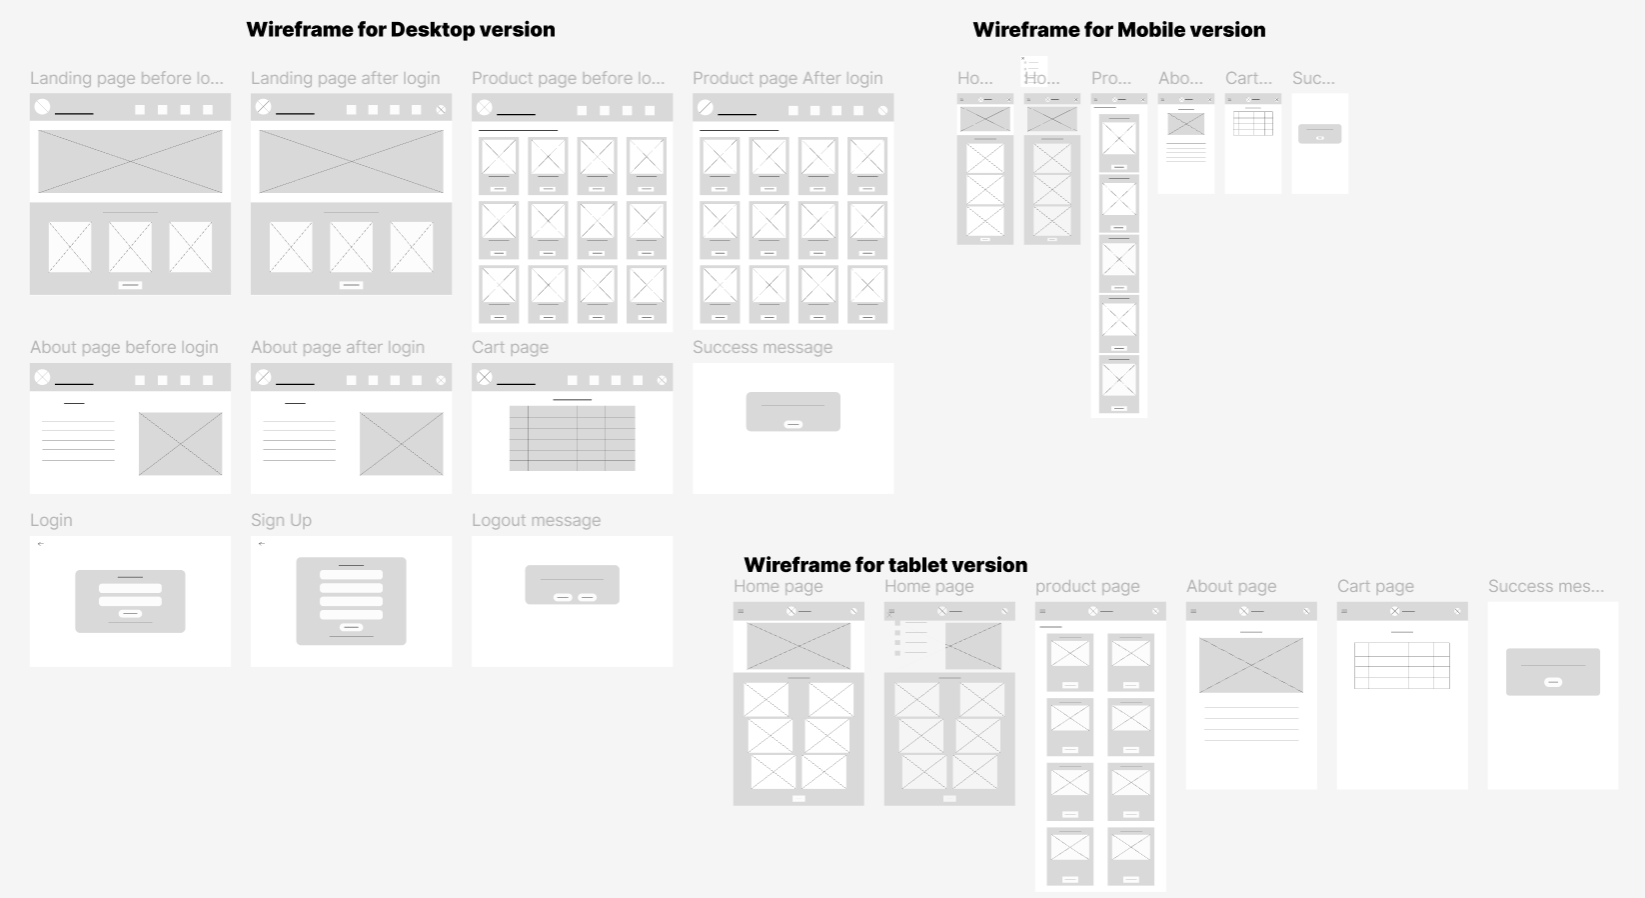 Wireframe for Desktop version
Landing page before lo...
Landing page after login
Product page before lo...
Product page After login
About page before login
About page after login
Cart page
Success message
Login
Sign Up
Logout message
Wireframe for Mobile version
Ho...
Ho...
Pro...
Abo...
Cart...
Suc...
Wireframe for tablet version
Home page
Home page
product page
About page
Cart page
Success mes...